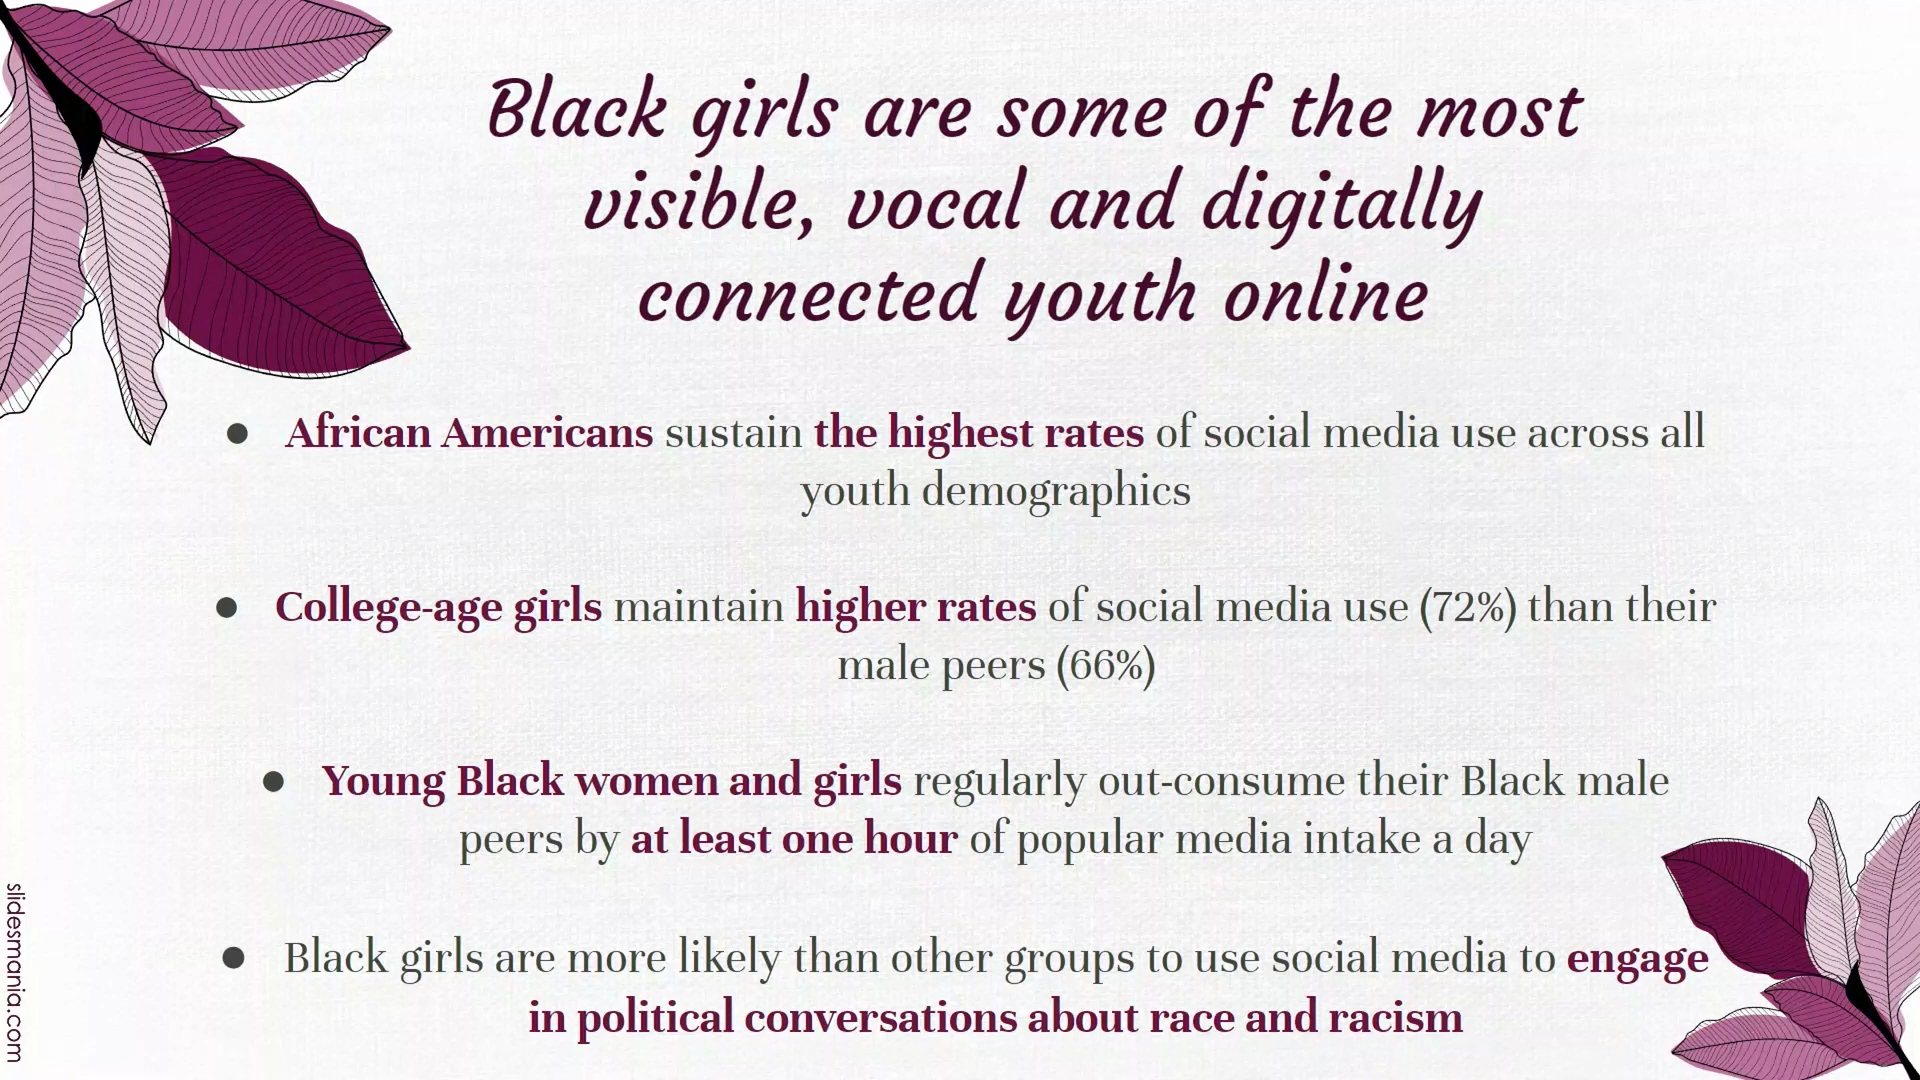 Black girls are some of the most
visible, vocal and digitally
connected youth online
● African Americans sustain the highest rates of social media use across all
youth demographics
● College-age girls maintain higher rates of social media use (72%) than their
male peers (66%)
● Young Black women and girls regularly out-consume their Black male
peers by at least one hour of popular media intake a day
● Black girls are more likely than other groups to use social media to engage
in political conversations about race and racism
slidesmania.com